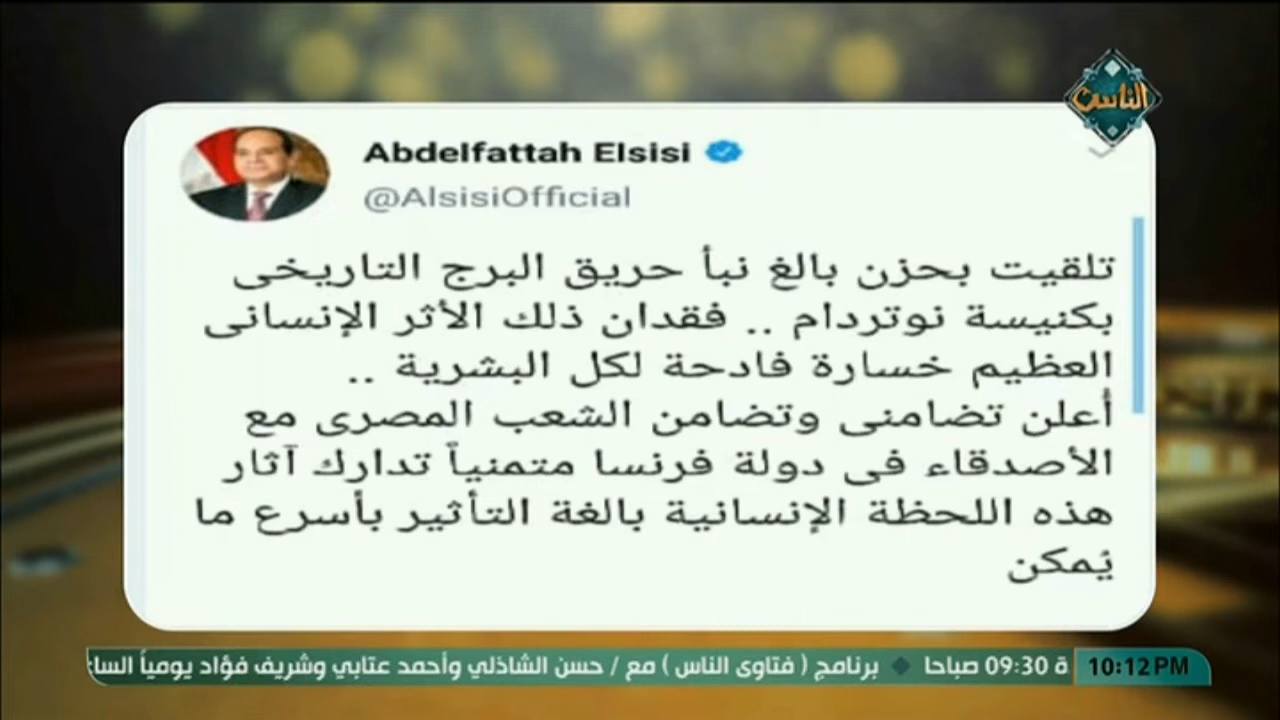 الناس
Abdelfattah Elsisi
@AlsisiOfficial
تلقيت بحزن بالغ نبأ حريق البرج التاريخى
بكنيسة نوتردام .. فقدان ذلك الأثر الإنسانى
العظيم خسارة فادحة لكل البشرية ..
أعلن تضامنى وتضامن الشعب المصرى مع
الأصدقاء فى دولة فرنسا متمنياً تدارك آثار
هذه اللحظة الإنسانية بالغة التأثير بأسرع ما
يُمكن
10:12 PM
ة 09:30 صباحا ◆ برنامج ( فتاوى الناس ) مع / حسن الشاذلي وأحمد عتابي وشريف فؤاد يومياً السا